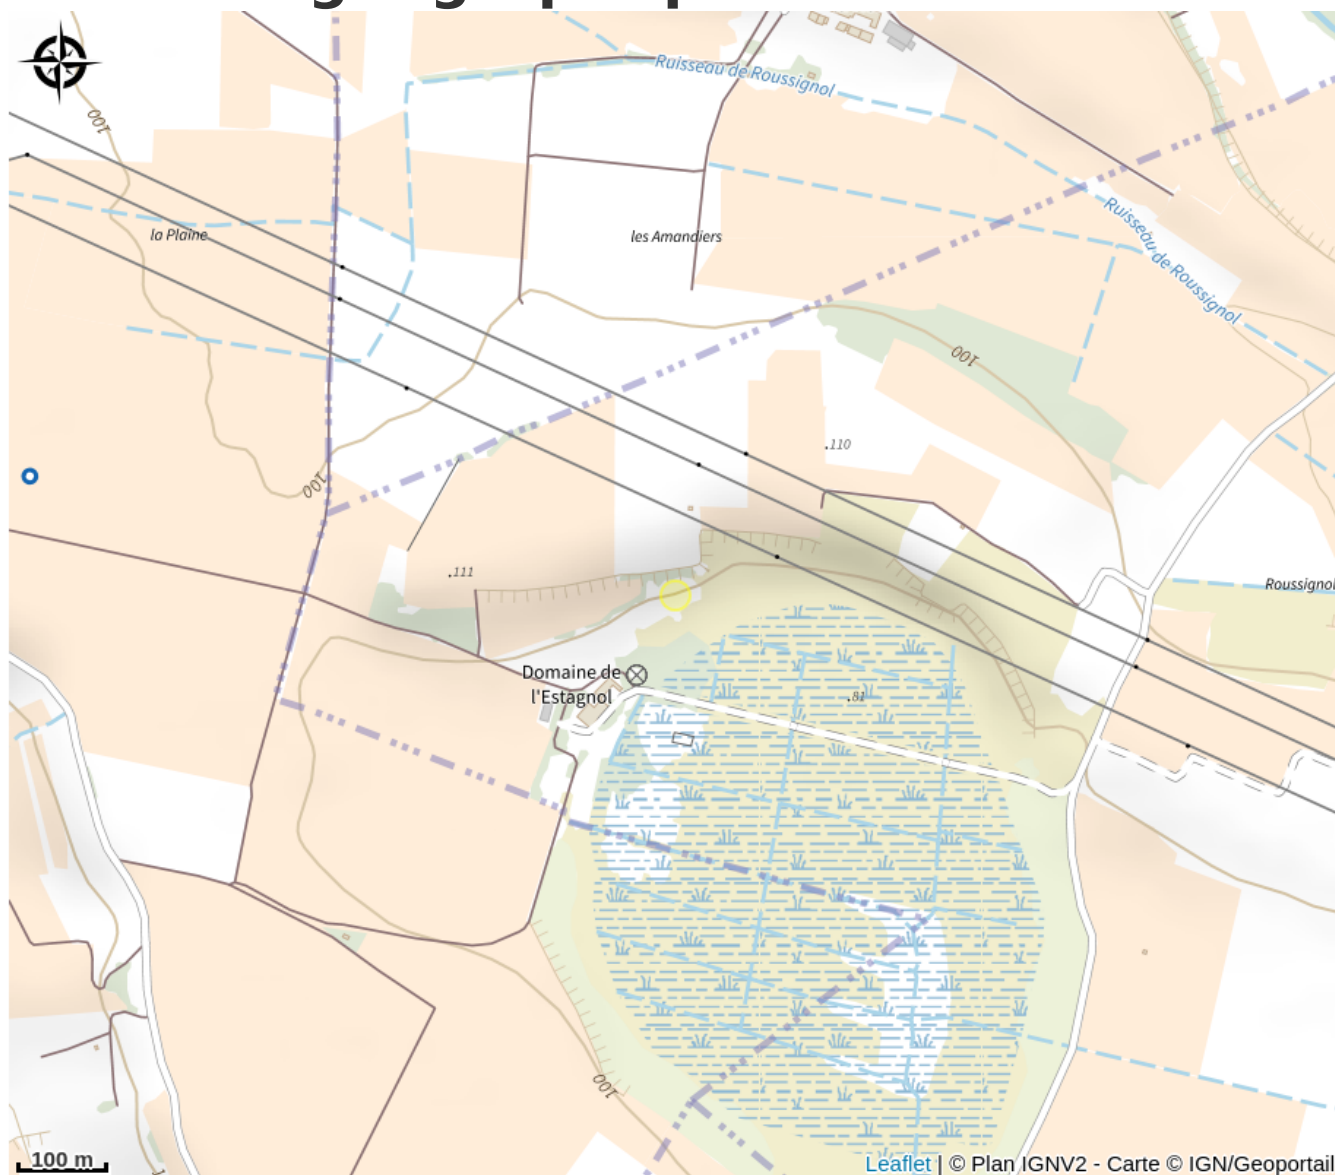 Ruisseau de Roussignol
100
Ruisseau de Roussignol
la Plaine
les Amandiers
100
.110
100
.111
Roussignol
Domaine de
l'Estagnol
.81
100
100 m
Leaflet | © Plan IGNV2 - Carte © IGN/Geoportail